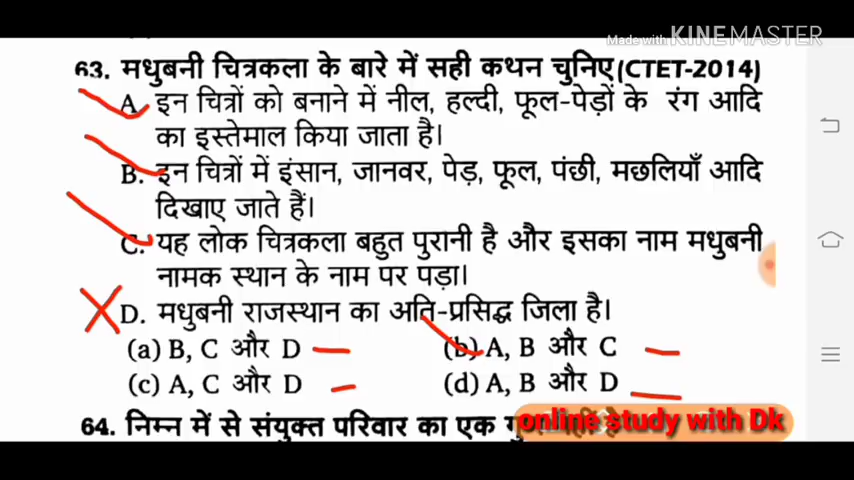 Made with KINEMASTER
63. मधुबनी चित्रकला के बारे में सही कथन चुनिए (CTET-2014)
A. इन चित्रों को बनाने में नील, हल्दी, फूल-पेड़ों के रंग आदि
का इस्तेमाल किया जाता है।
B. इन चित्रों में इंसान, जानवर, पेड़, फूल, पंछी, मछलियाँ आदि
दिखाए जाते हैं।
C. यह लोक चित्रकला बहुत पुरानी है और इसका नाम मधुबनी
नामक स्थान के नाम पर पड़ा।
D. मधुबनी राजस्थान का अति-प्रसिद्ध जिला है।
(a) B, C और D (b) A, B और C
(c) A, C और D (d) A, B और D
64. निम्न में से संयुक्त परिवार का एक
online study with Dk